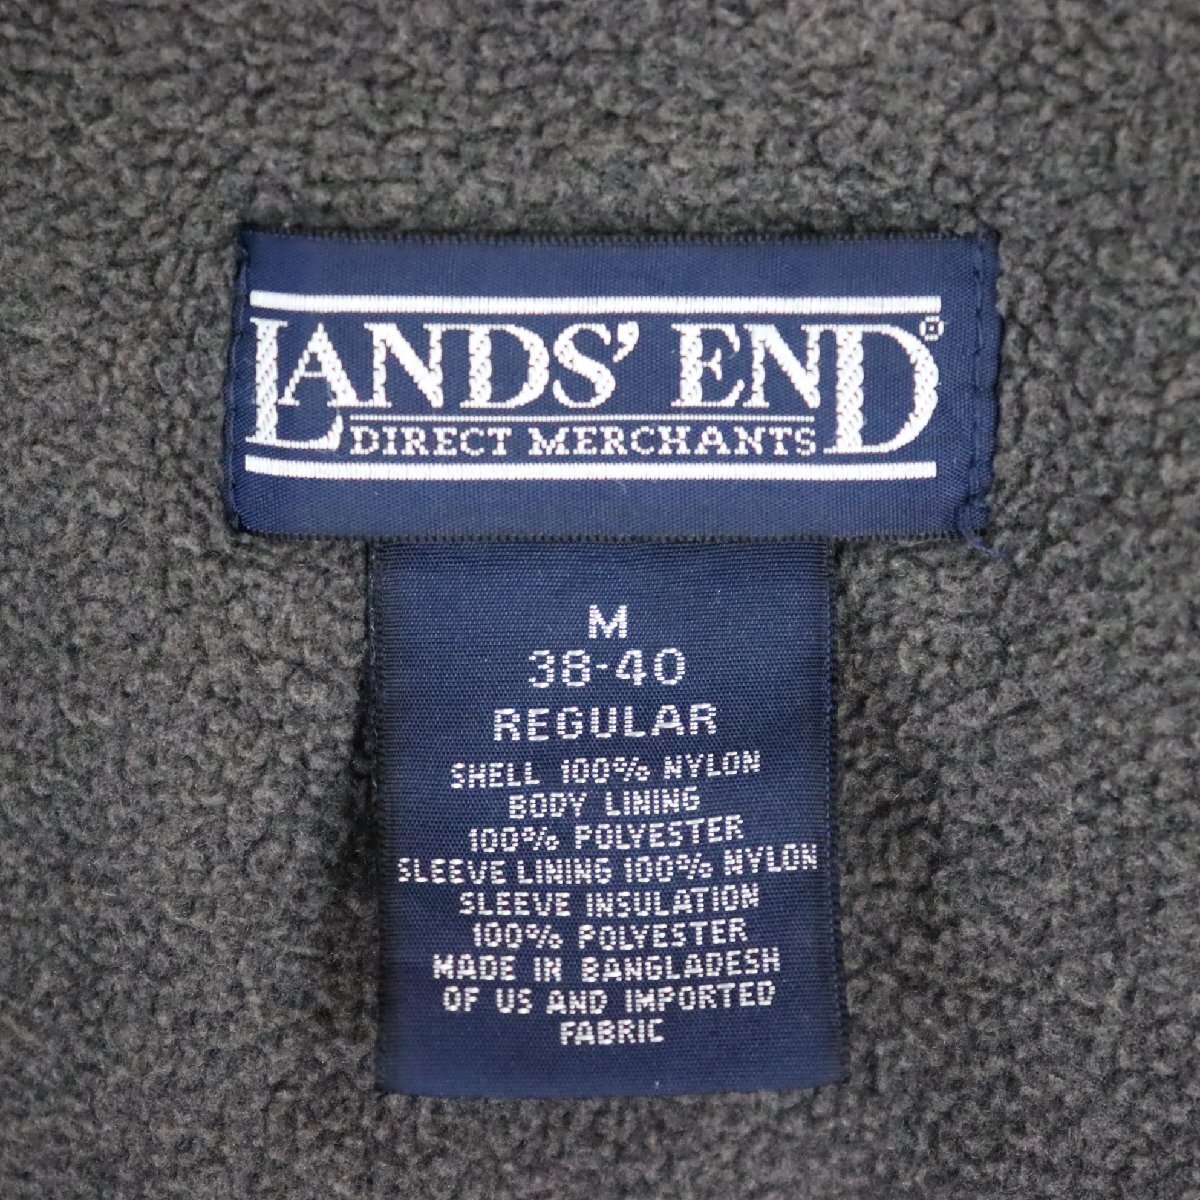 LANDS' END®
DIRECT MERCHANTS
M
38-40
REGULAR
SHELL 100% NYLON
BODY LINING
100% POLYESTER
SLEEVE LINING 100% NYLON
SLEEVE INSULATION
100% POLYESTER
MADE IN BANGLADESH
OF US AND IMPORTED
FABRIC